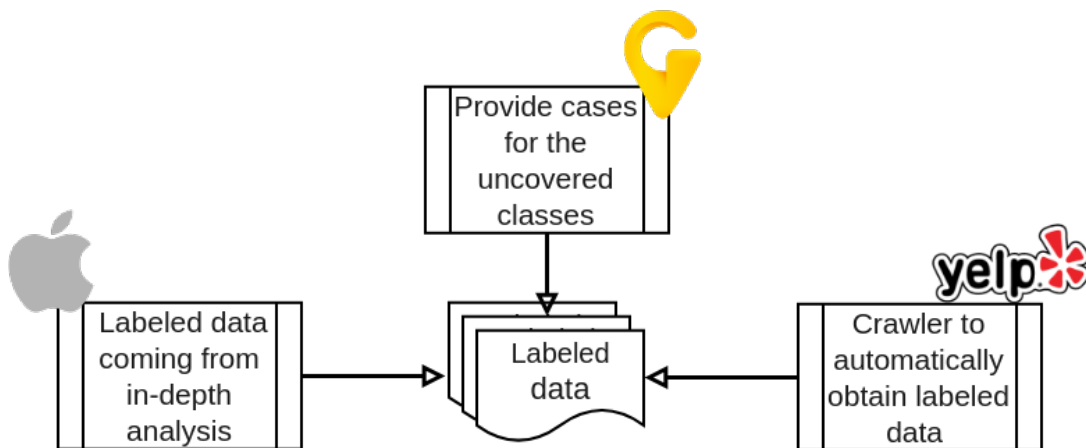 Provide cases
for the
uncovered
classes
yelp
Labeled data
coming from
in-depth
analysis
Labeled
data
Crawler to
automatically
obtain labeled
data